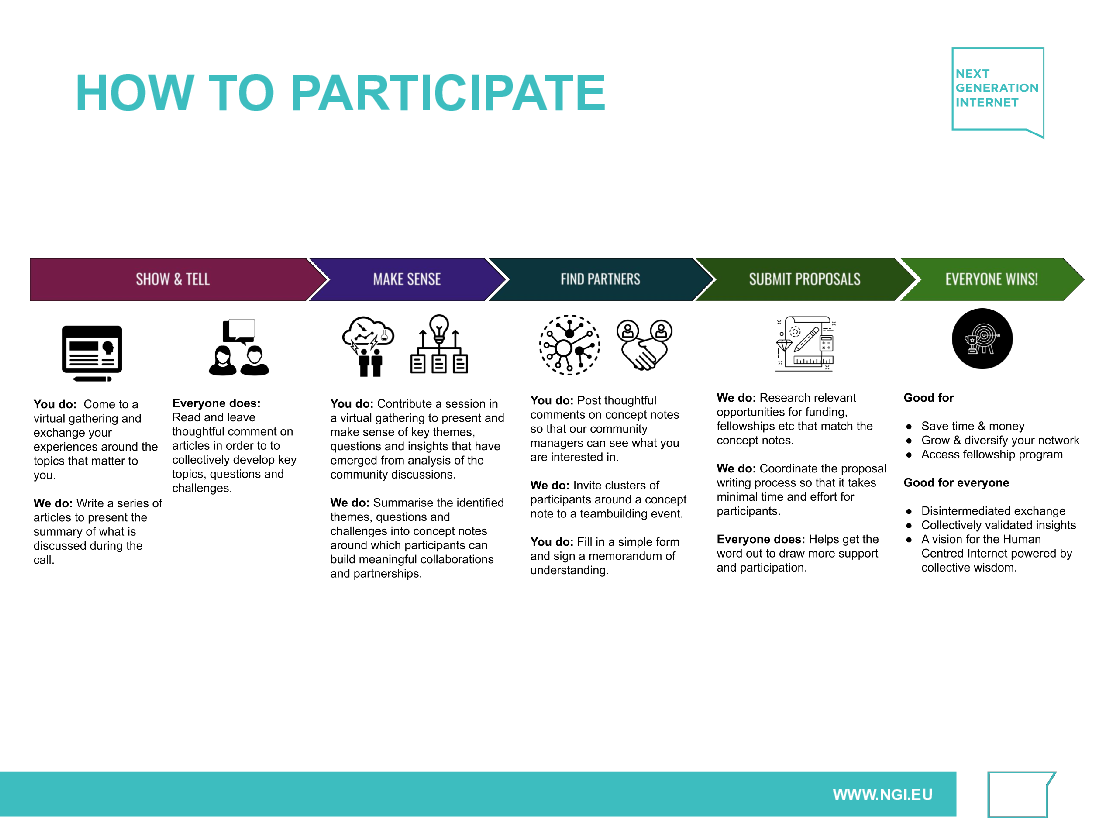 HOW TO PARTICIPATE
NEXT
GENERATION
INTERNET
SHOW & TELL
MAKE SENSE
FIND PARTNERS
SUBMIT PROPOSALS
EVERYONE WINS!
You do: Come to a
virtual gathering and
exchange your
experiences around the
topics that matter to
you.
We do: Write a series of
articles to present the
summary of what is
discussed during the
call.
Everyone does:
Read and leave
thoughtful comment on
articles in order to to
collectively develop key
topics, questions and
challenges.
You do: Contribute a session in
a virtual gathering to present and
make sense of key themes,
questions and insights that have
emerged from analysis of the
community discussions.
We do: Summarise the identified
themes, questions and
challenges into concept notes
around which participants can
build meaningful collaborations
and partnerships.
You do: Post thoughtful
comments on concept notes
so that our community
managers can see what you
are interested in.
We do: Invite clusters of
participants around a concept
note to a teambuilding event.
You do: Fill in a simple form
and sign a memorandum of
understanding.
We do: Research relevant
opportunities for funding,
fellowships etc that match the
concept notes.
We do: Coordinate the proposal
writing process so that it takes
minimal time and effort for
participants.
Everyone does: Helps get the
word out to draw more support
and participation.
Good for
● Save time & money
● Grow & diversify your network
● Access fellowship program
Good for everyone
● Disintermediated exchange
● Collectively validated insights
● A vision for the Human
Centred Internet powered by
collective wisdom.
WWW.NGI.EU